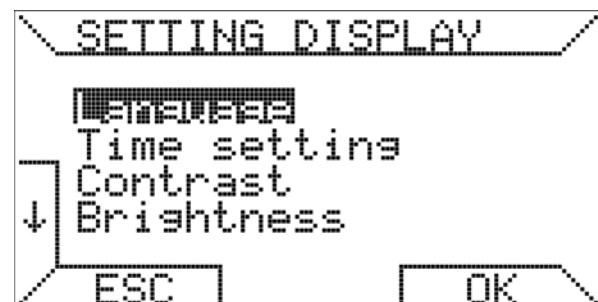 SETTING DISPLAY
Language
Time setting
Contrast
↓ Brightness
ESC OK